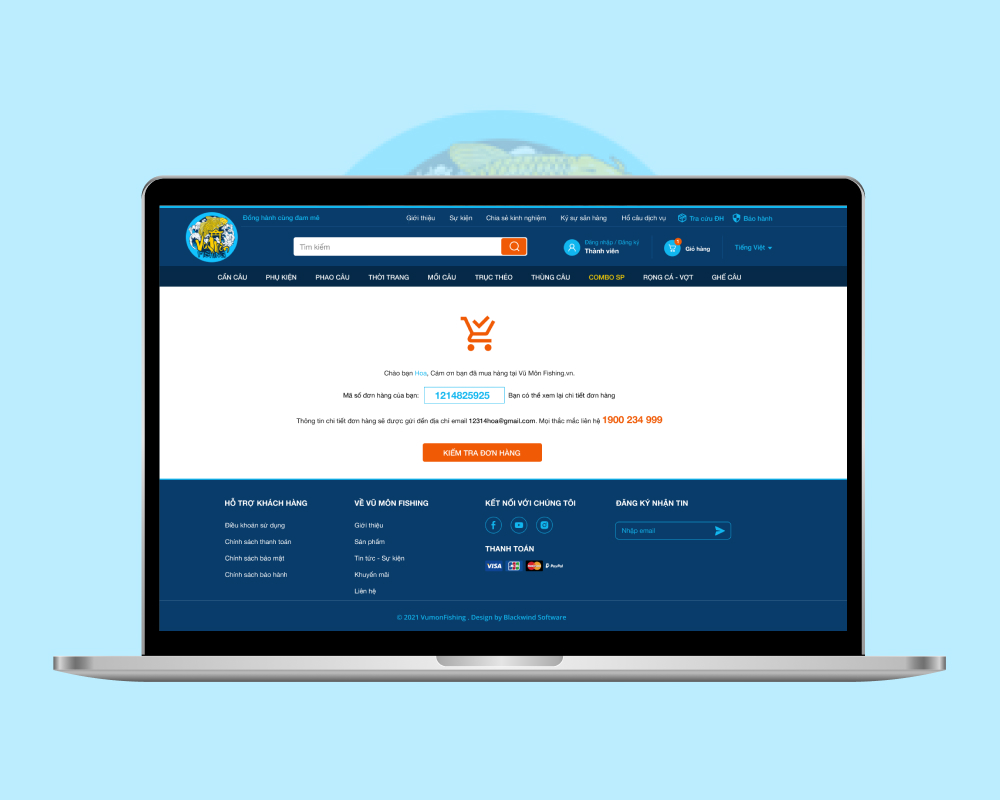 Đồng hành cùng đam mê
Giới thiệu Sự kiện Chia sẻ kinh nghiệm Ký sự săn hàng Hồ câu dịch vụ Tra cứu ĐH Bảo hành
Tìm kiếm
Đăng nhập / Đăng ký
Thành viên
1
Giỏ hàng
Tiếng Việt
CẦN CÂU PHỤ KIỆN PHAO CÂU THỜI TRANG MỒI CÂU TRỤC THẺO THÙNG CÂU COMBO SP RỌNG CÁ - VỢT GHẾ CÂU
Chào bạn Hoa, Cám ơn bạn đã mua hàng tại Vũ Môn Fishing.vn.
Mã số đơn hàng của bạn: 1214825925 Bạn có thể xem lại chi tiết đơn hàng
Thông tin chi tiết đơn hàng sẽ được gửi đến địa chỉ email 12314hoa@gmail.com. Mọi thắc mắc liên hệ 1900 234 999
KIỂM TRA ĐƠN HÀNG
HỖ TRỢ KHÁCH HÀNG
Điều khoản sử dụng
Chính sách thanh toán
Chính sách bảo mật
Chính sách bảo hành
VỀ VŨ MÔN FISHING
Giới thiệu
Sản phẩm
Tin tức - Sự kiện
Khuyến mãi
Liên hệ
KẾT NỐI VỚI CHÚNG TÔI
THANH TOÁN
VISA JCB PayPal
ĐĂNG KÝ NHẬN TIN
Nhập email
© 2021 VumonFishing . Design by Blackwind Software